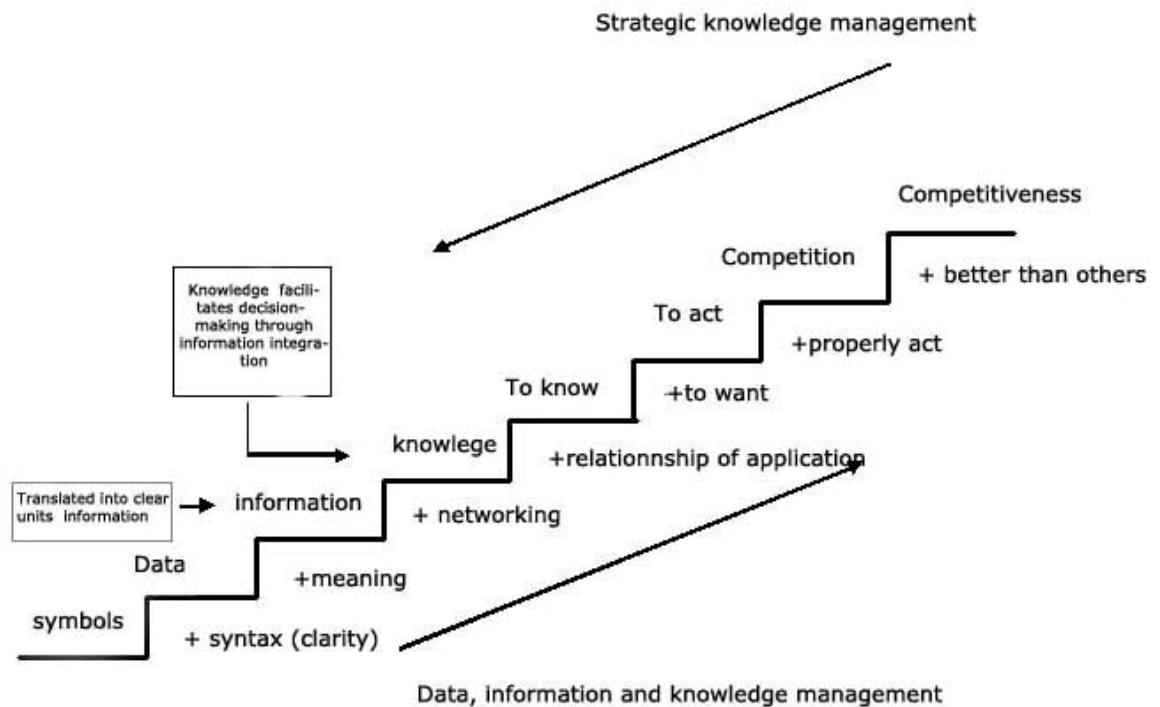 Strategic knowledge management
Competitiveness
Competition
+ better than others
Knowledge facili-
tates decision-
making through
information integra-
tion
To act
+properly act
To know
+to want
knowlege
+relationnship of application
Translated into clear
units information
information
+ networking
Data
+meaning
symbols
+ syntax (clarity)
Data, information and knowledge management